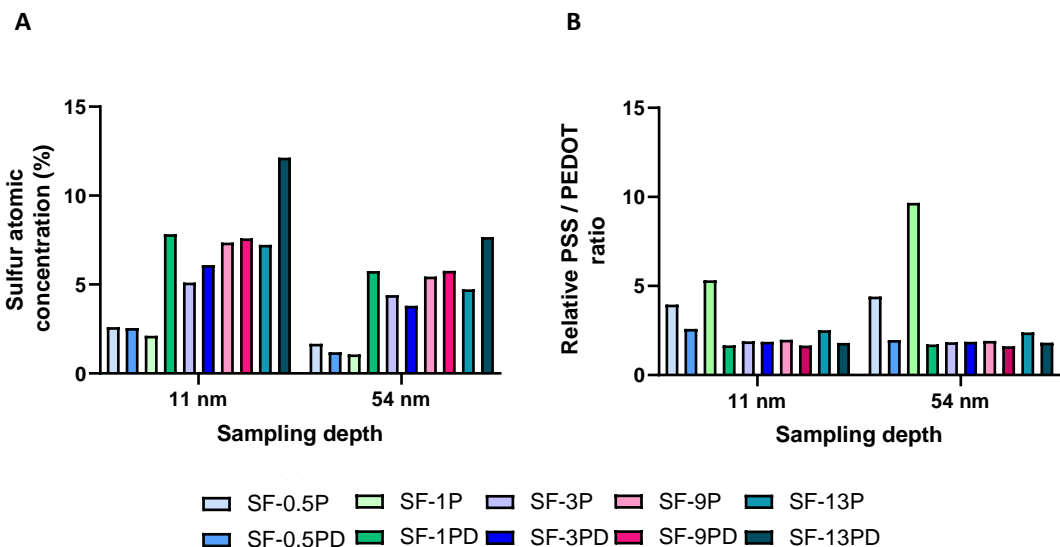 A
B
15
10
5
0
Sulfur atomic
concentration (%)
11 nm
54 nm
Sampling depth
15
10
5
0
Relative PSS / PEDOT
ratio
11 nm
54 nm
Sampling depth
SF-0.5P
SF-1P
SF-3P
SF-9P
SF-13P
SF-0.5PD
SF-1PD
SF-3PD
SF-9PD
SF-13PD